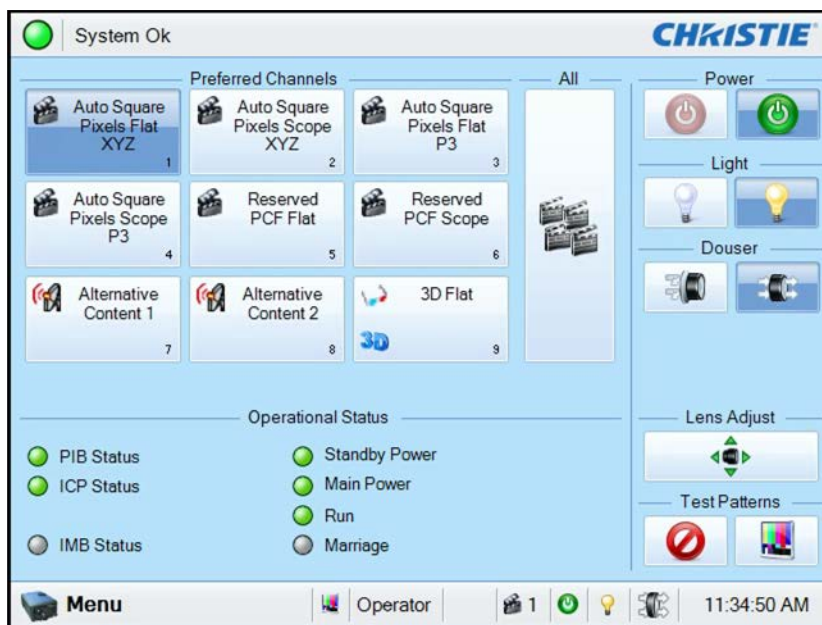 System Ok
CHRISTIE
Preferred Channels
All
Power
Auto Square
Pixels Flat
XYZ
1
Auto Square
Pixels Scope
XYZ
2
Auto Square
Pixels Flat
P3
3
Light
Auto Square
Pixels Scope
P3
4
Reserved
PCF Flat
5
Reserved
PCF Scope
6
Douser
Alternative
Content 1
7
Alternative
Content 2
8
3D Flat
3D
9
Operational Status
Lens Adjust
PIB Status
Standby Power
ICP Status
Main Power
Test Patterns
Run
IMB Status
Marriage
Menu
Operator
1
11:34:50 AM